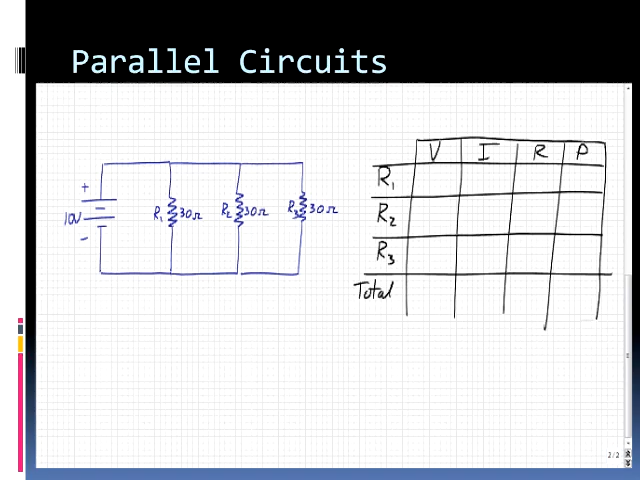 Parallel Circuits
V I R P
+
10V
-
R1 30Ω R2 30Ω R3 30Ω
R1
R2
R3
Total
2/2